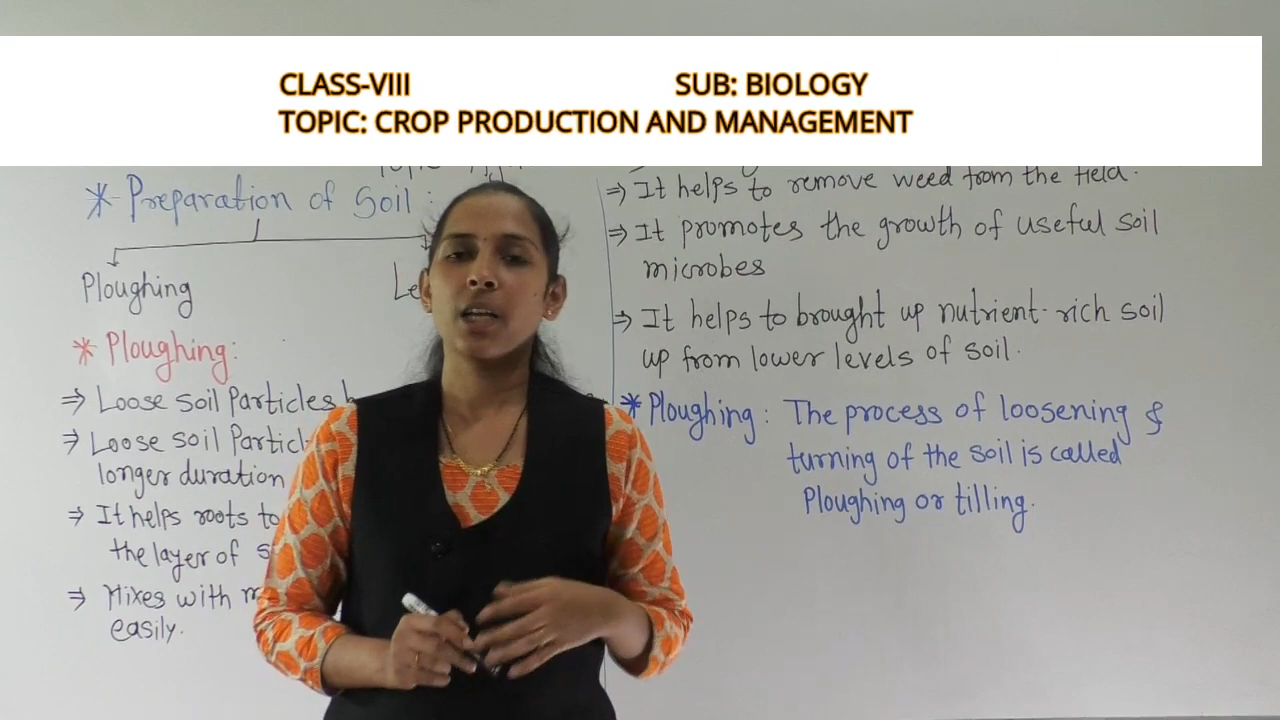 CLASS-VIII SUB: BIOLOGY
TOPIC: CROP PRODUCTION AND MANAGEMENT
* Preparation of Soil :
Ploughing
* Ploughing:
⇒ Loose soil Particles
⇒ Loose soil
longer duration
⇒ It helps roots to
the layer of
⇒ Mixes with
easily.
⇒ It helps to remove weed from the field.
⇒ It promotes the growth of useful soil
microbes
⇒ It helps to brought up nutrient-rich soil
up from lower levels of soil.
* Ploughing : The process of loosening &
turning of the soil is called
Ploughing or tilling.